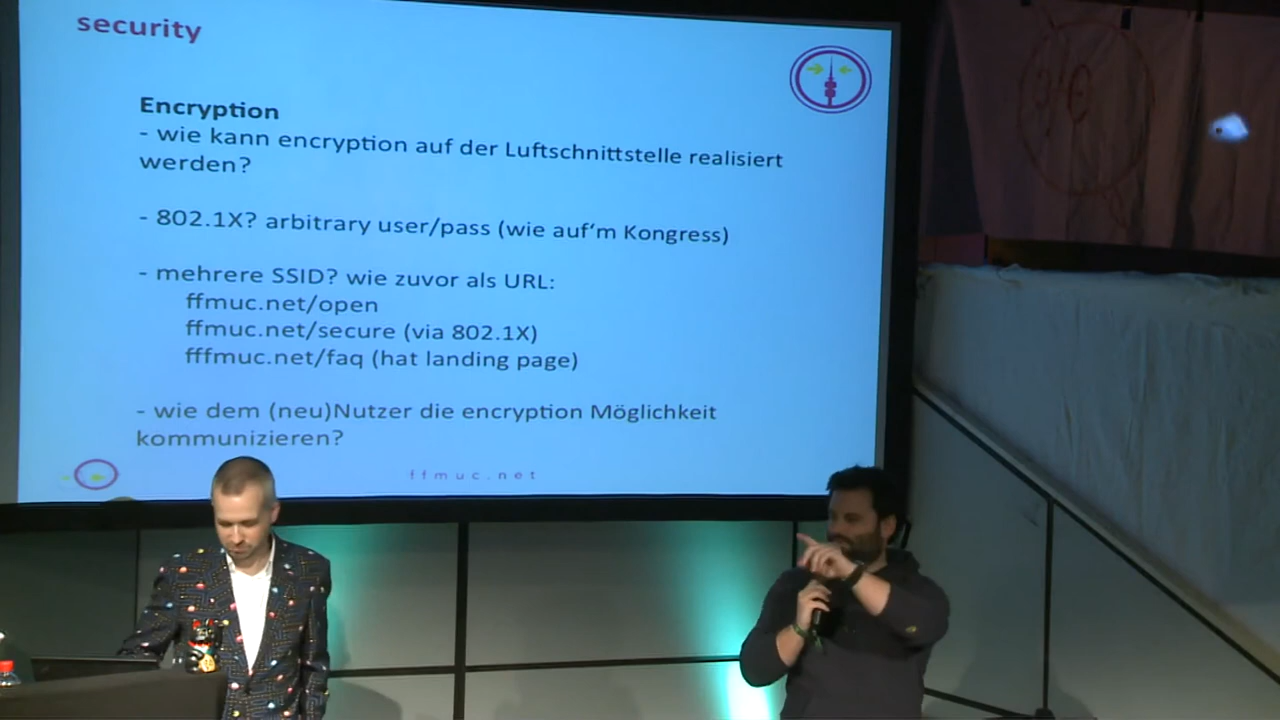 security
Encryption
- wie kann encryption auf der Luftschnittstelle realisiert
werden?
- 802.1X? arbitrary user/pass (wie auf'm Kongress)
- mehrere SSID? wie zuvor als URL:
ffmuc.net/open
ffmuc.net/secure (via 802.1X)
fffmuc.net/faq (hat landing page)
- wie dem (neu)Nutzer die encryption Möglichkeit
kommunizieren?
ffmuc.net